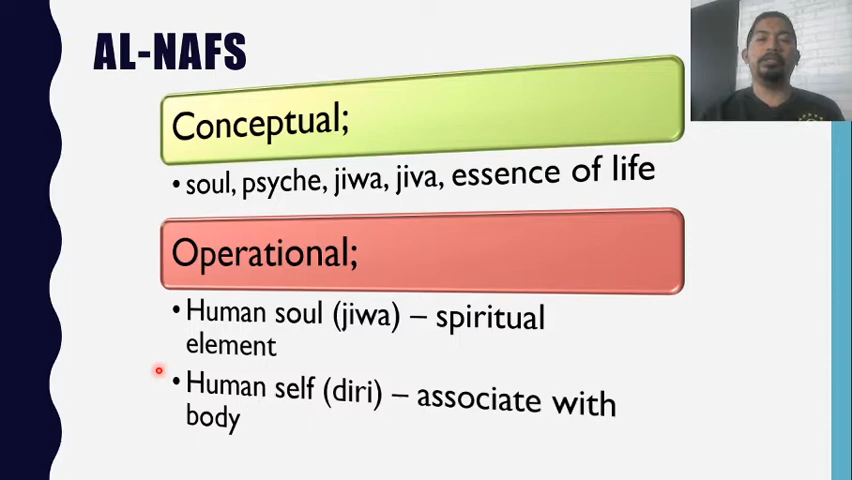 AL-NAFS
Conceptual;
• soul, psyche, jiwa, jiva, essence of life
Operational;
• Human soul (jiwa) – spiritual
element
• Human self (diri) – associate with
body